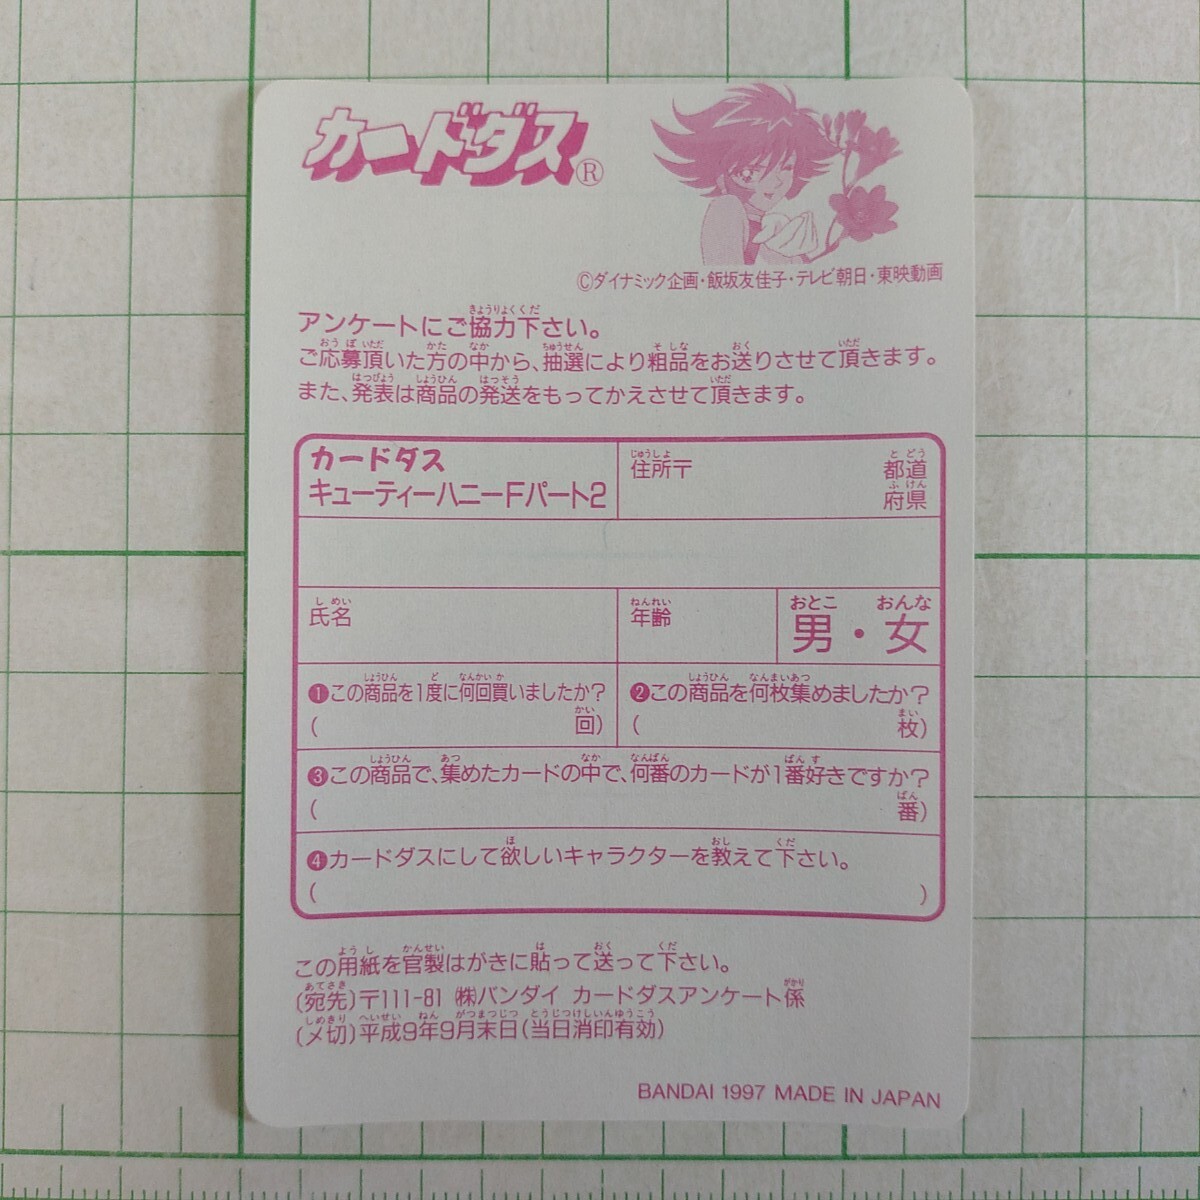 カードダス®
©ダイナミック企画・飯坂友佳子・テレビ朝日・東映動画
アンケートにご協力下さい。
ご応募頂いた方の中から、抽選により粗品をお送りさせて頂きます。
また、発表は商品の発送をもってかえさせて頂きます。
カードダス
キューティーハニーFパート2
住所〒
都道
府県
氏名
年齢
男・女
❶この商品を1度に何回買いましたか?
( 回)
❷この商品を何枚集めましたか?
( 枚)
❸この商品で、集めたカードの中で、何番のカードが1番好きですか?
( 番)
❹カードダスにして欲しいキャラクターを教えて下さい。
( )
この用紙を官製はがきに貼って送って下さい。
(宛先)〒111-81 ㈱バンダイ カードダスアンケート係
(〆切)平成9年9月末日(当日消印有効)
BANDAI 1997 MADE IN JAPAN